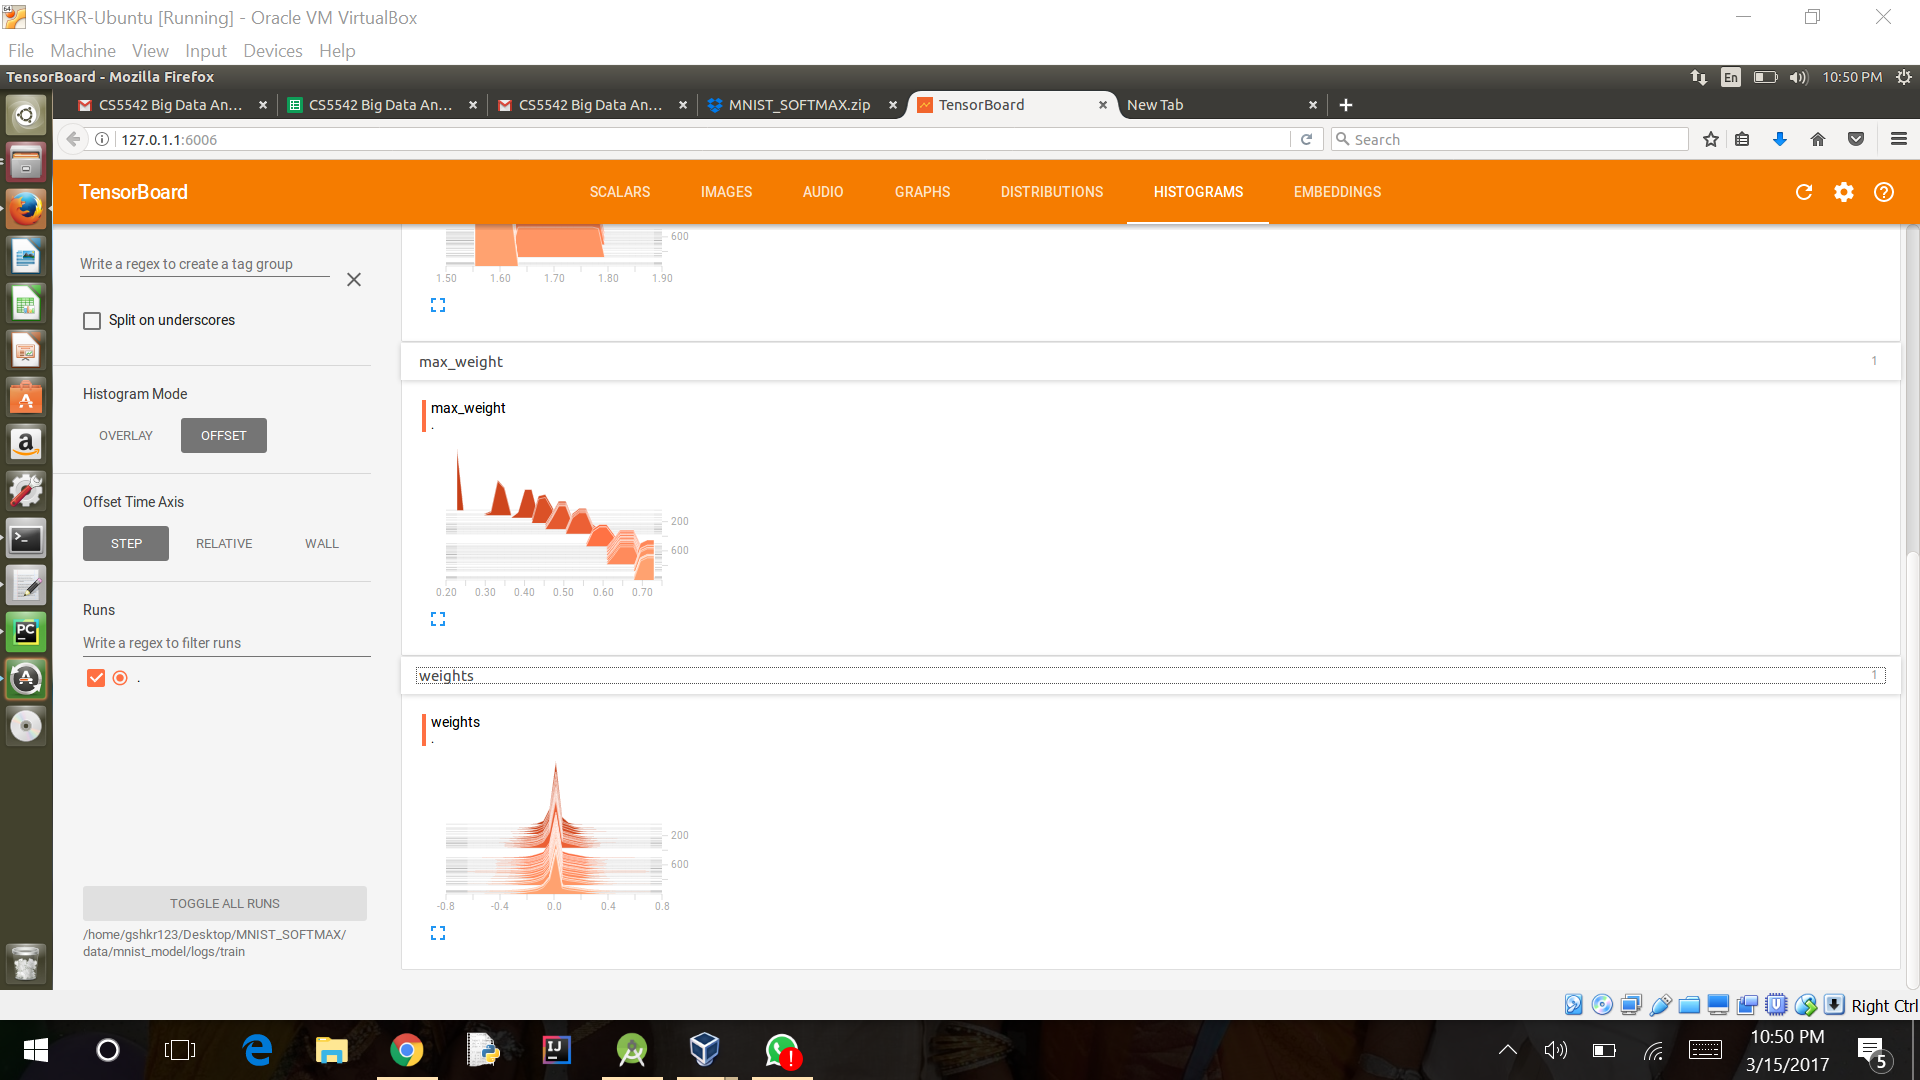 GSHKR-Ubuntu [Running] - Oracle VM VirtualBox
File Machine View Input Devices Help
TensorBoard - Mozilla Firefox
En 10:50 PM
CS5542 Big Data An... CS5542 Big Data An... CS5542 Big Data An... MNIST_SOFTMAX.zip TensorBoard New Tab
127.0.1.1:6006
Search
TensorBoard SCALARS IMAGES AUDIO GRAPHS DISTRIBUTIONS HISTOGRAMS EMBEDDINGS
Write a regex to create a tag group
Split on underscores
Histogram Mode
OVERLAY OFFSET
Offset Time Axis
STEP RELATIVE WALL
Runs
Write a regex to filter runs
.
TOGGLE ALL RUNS
/home/gshkr123/Desktop/MNIST_SOFTMAX/
data/mnist_model/logs/train
600
1.50 1.60 1.70 1.80 1.90
max_weight 1
max_weight
.
200
600
0.20 0.30 0.40 0.50 0.60 0.70
weights 1
weights
.
200
600
-0.8 -0.4 0.0 0.4 0.8
Right Ctrl
10:50 PM
3/15/2017
5